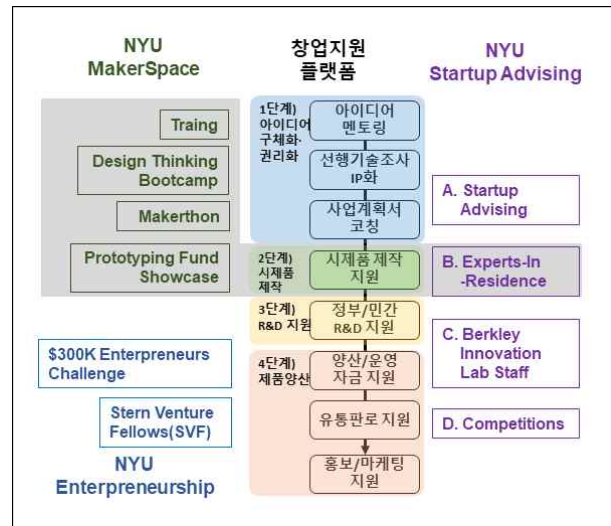 NYU
MakerSpace
창업지원
플랫폼
NYU
Startup Advising
Traing
Design Thinking
Bootcamp
Makerthon
Prototyping Fund
Showcase
$300K Enterpreneurs
Challenge
Stern Venture
Fellows(SVF)
NYU
Enterpreneurship
1단계)
아이디어
구체화·
권리화
아이디어
멘토링
선행기술조사
IP화
사업계획서
코칭
2단계)
시제품
제작
시제품 제작
지원
3단계)
R&D 지원
정부/민간
R&D 지원
4단계)
제품양산
양산/운영
자금 지원
유통판로 지원
홍보/마케팅
지원
A. Startup
Advising
B. Experts-In
-Residence
C. Berkley
Innovation
Lab Staff
D. Competitions